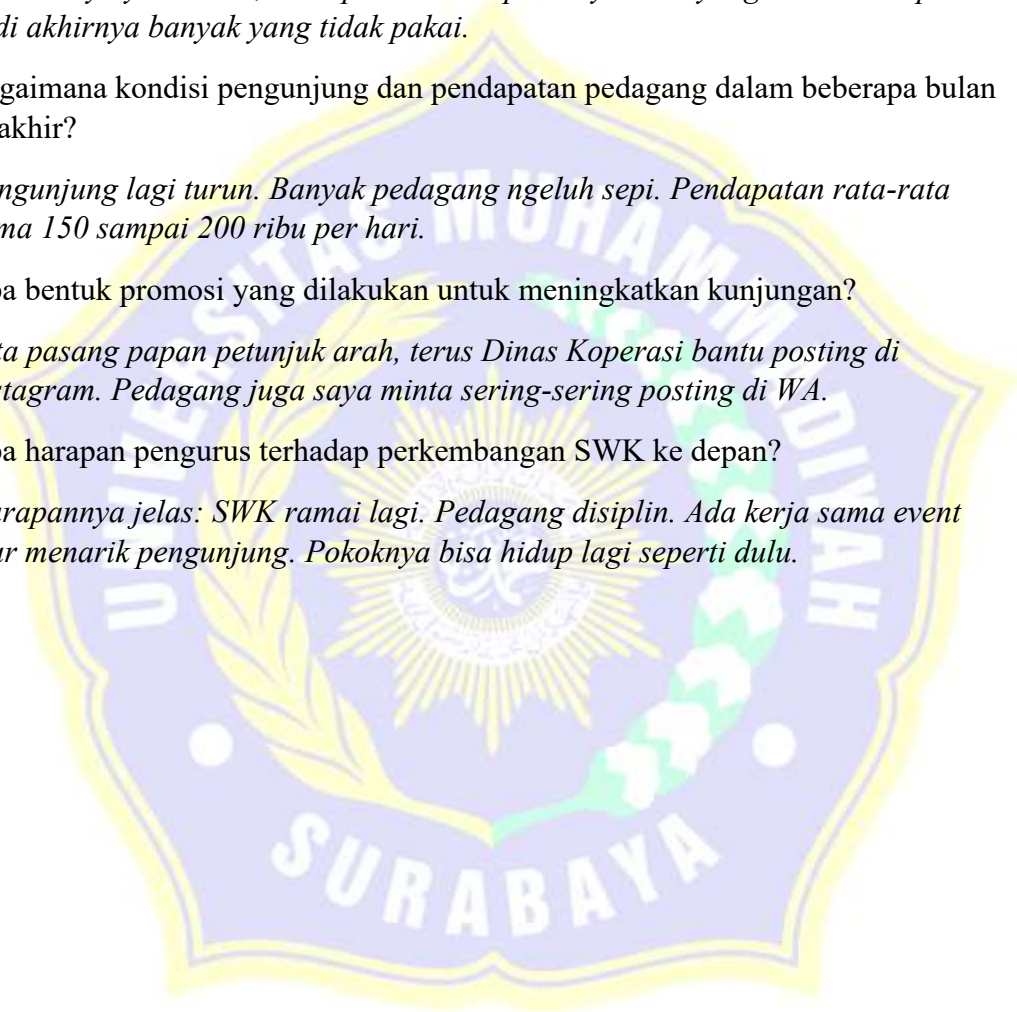 di akhirnya banyak yang tidak pakai.
gaimana kondisi pengunjung dan pendapatan pedagang dalam beberapa bulan
akhir?
ngunjung lagi turun. Banyak pedagang ngeluh sepi. Pendapatan rata-rata
ma 150 sampai 200 ribu per hari.
a bentuk promosi yang dilakukan untuk meningkatkan kunjungan?
ta pasang papan petunjuk arah, terus Dinas Koperasi bantu posting di
stagram. Pedagang juga saya minta sering-sering posting di WA.
a harapan pengurus terhadap perkembangan SWK ke depan?
arapannya jelas: SWK ramai lagi. Pedagang disiplin. Ada kerja sama event
ar menarik pengunjung. Pokoknya bisa hidup lagi seperti dulu.
UNIVERSITAS MUHAMMADIYAH
SURABAYA